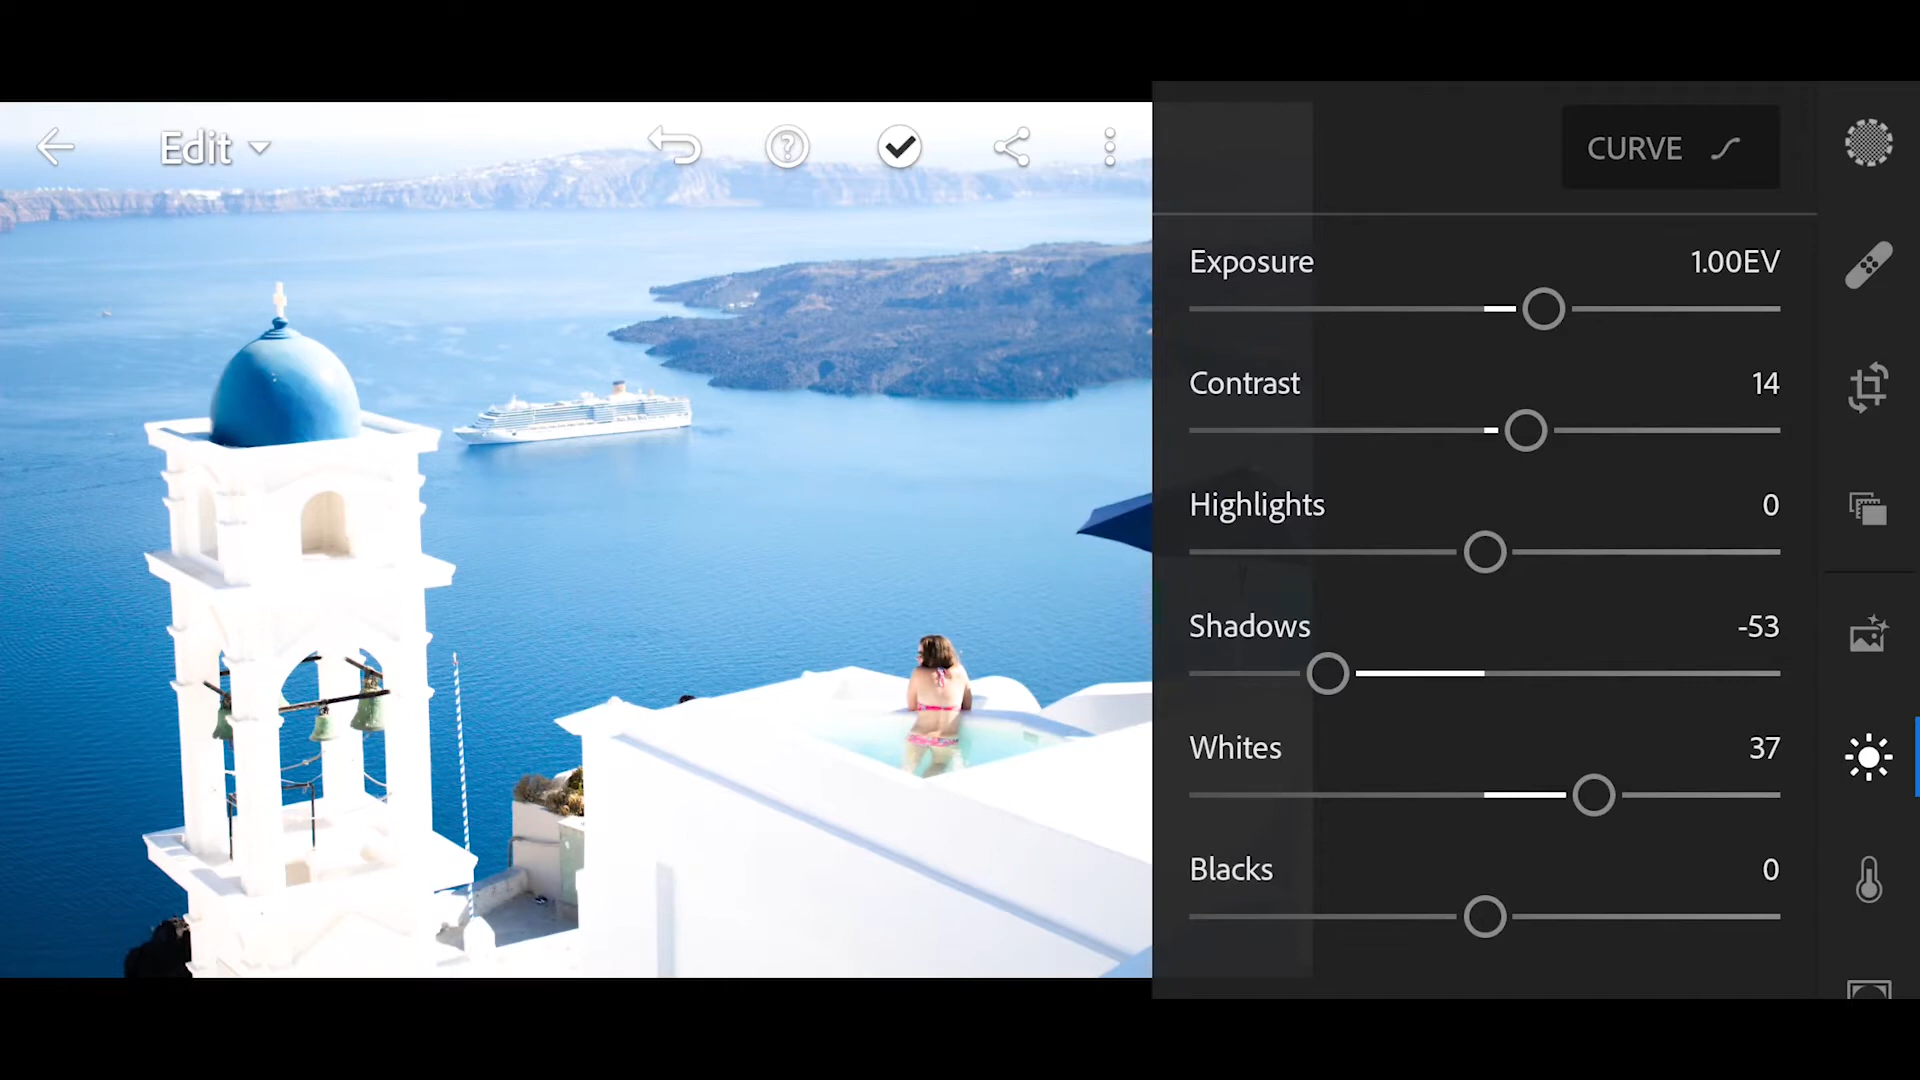 Edit
CURVE
Exposure 1.00EV
Contrast 14
Highlights 0
Shadows -53
Whites 37
Blacks 0